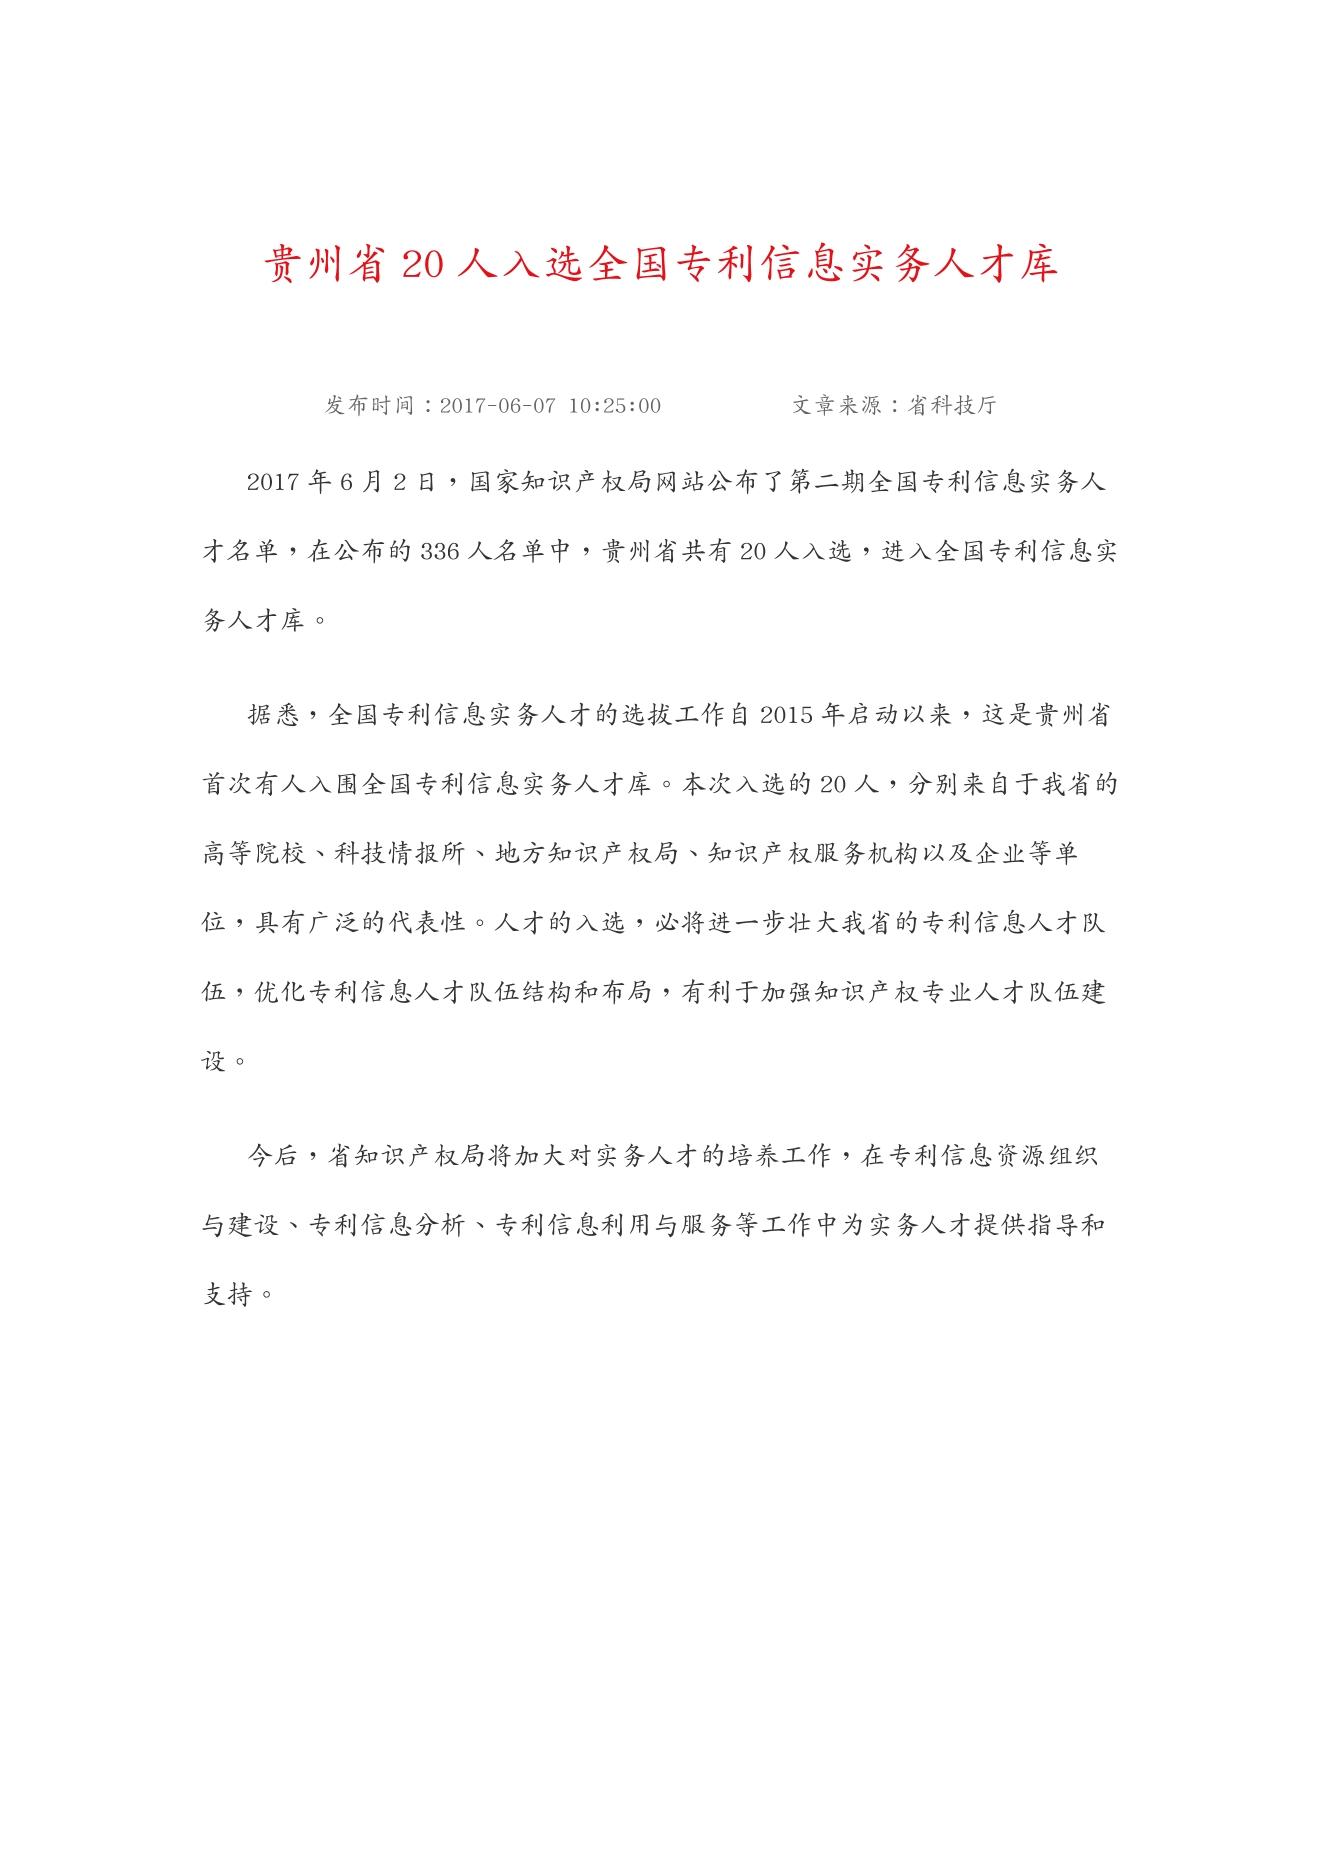 贵州省 20 人入选全国专利信息实务人才库
发布时间：2017-06-07 10:25:00 文章来源：省科技厅
2017 年 6 月 2 日，国家知识产权局网站公布了第二期全国专利信息实务人
才名单，在公布的 336 人名单中，贵州省共有 20 人入选，进入全国专利信息实
务人才库。
据悉，全国专利信息实务人才的选拔工作自 2015 年启动以来，这是贵州省
首次有人入围全国专利信息实务人才库。本次入选的 20 人，分别来自于我省的
高等院校、科技情报所、地方知识产权局、知识产权服务机构以及企业等单
位，具有广泛的代表性。人才的入选，必将进一步壮大我省的专利信息人才队
伍，优化专利信息人才队伍结构和布局，有利于加强知识产权专业人才队伍建
设。
今后，省知识产权局将加大对实务人才的培养工作，在专利信息资源组织
与建设、专利信息分析、专利信息利用与服务等工作中为实务人才提供指导和
支持。